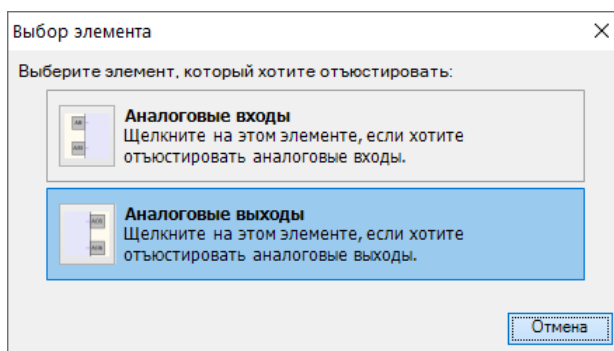 Выбор элемента
Выберите элемент, который хотите отъюстировать:
Аналоговые входы
Щелкните на этом элементе, если хотите
отъюстировать аналоговые входы.
Аналоговые выходы
Щелкните на этом элементе, если хотите
отъюстировать аналоговые выходы.
Отмена